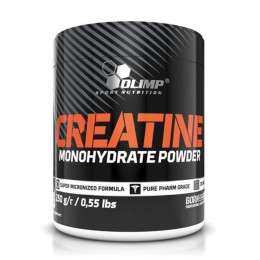 OLIMP®
SPORT NUTRITION
CREATINE
MONOHYDRATE POWDER
SUPER MICRONIZED FORMULA
PURE PHARM GRADE
250 g/г / 0,55 lbs